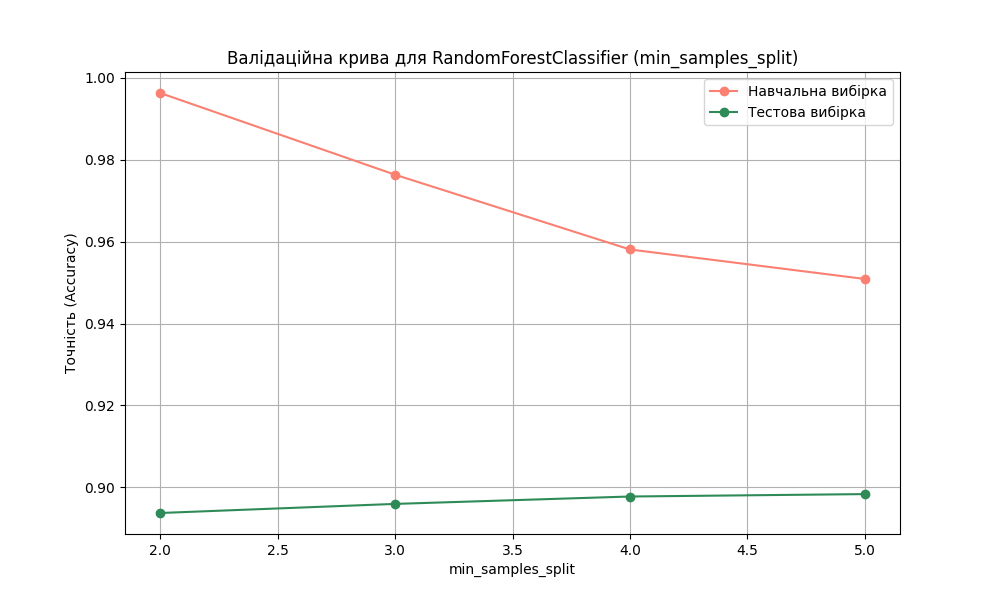 Валідаційна крива для RandomForestClassifier (min_samples_split)
Навчальна вибірка
Тестова вибірка
Точність (Accuracy)
1.00
0.98
0.96
0.94
0.92
0.90
2.0 2.5 3.0 3.5 4.0 4.5 5.0
min_samples_split